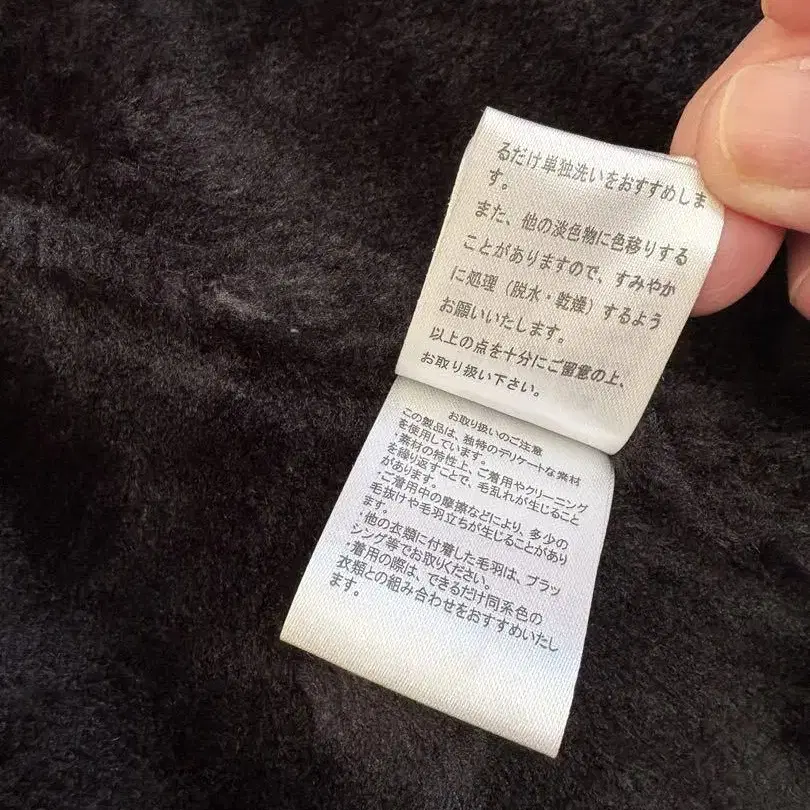 るだけ単独洗いをおすすめしま
す。
また、他の淡色物に色移りする
ことがありますので、すみやか
に処理（脱水・乾燥）するよう
お願いいたします。
以上の点を十分にご留意の上、
お取り扱い下さい。
お取り扱いのご注意
この製品は、独特のデリケートな素材
を使用しています。
・素材の特性上、ご着用やクリーニング
を繰り返すことで、毛乱れが生じること
があります。
・ご着用中の摩擦などにより、多少の
毛抜けや毛羽立ちが生じることがあり
ます。
・他の衣類に付着した毛羽は、ブラッ
シング等でお取りください。
・着用の際は、できるだけ同系色の
衣類との組み合わせをおすすめいたし
ます。